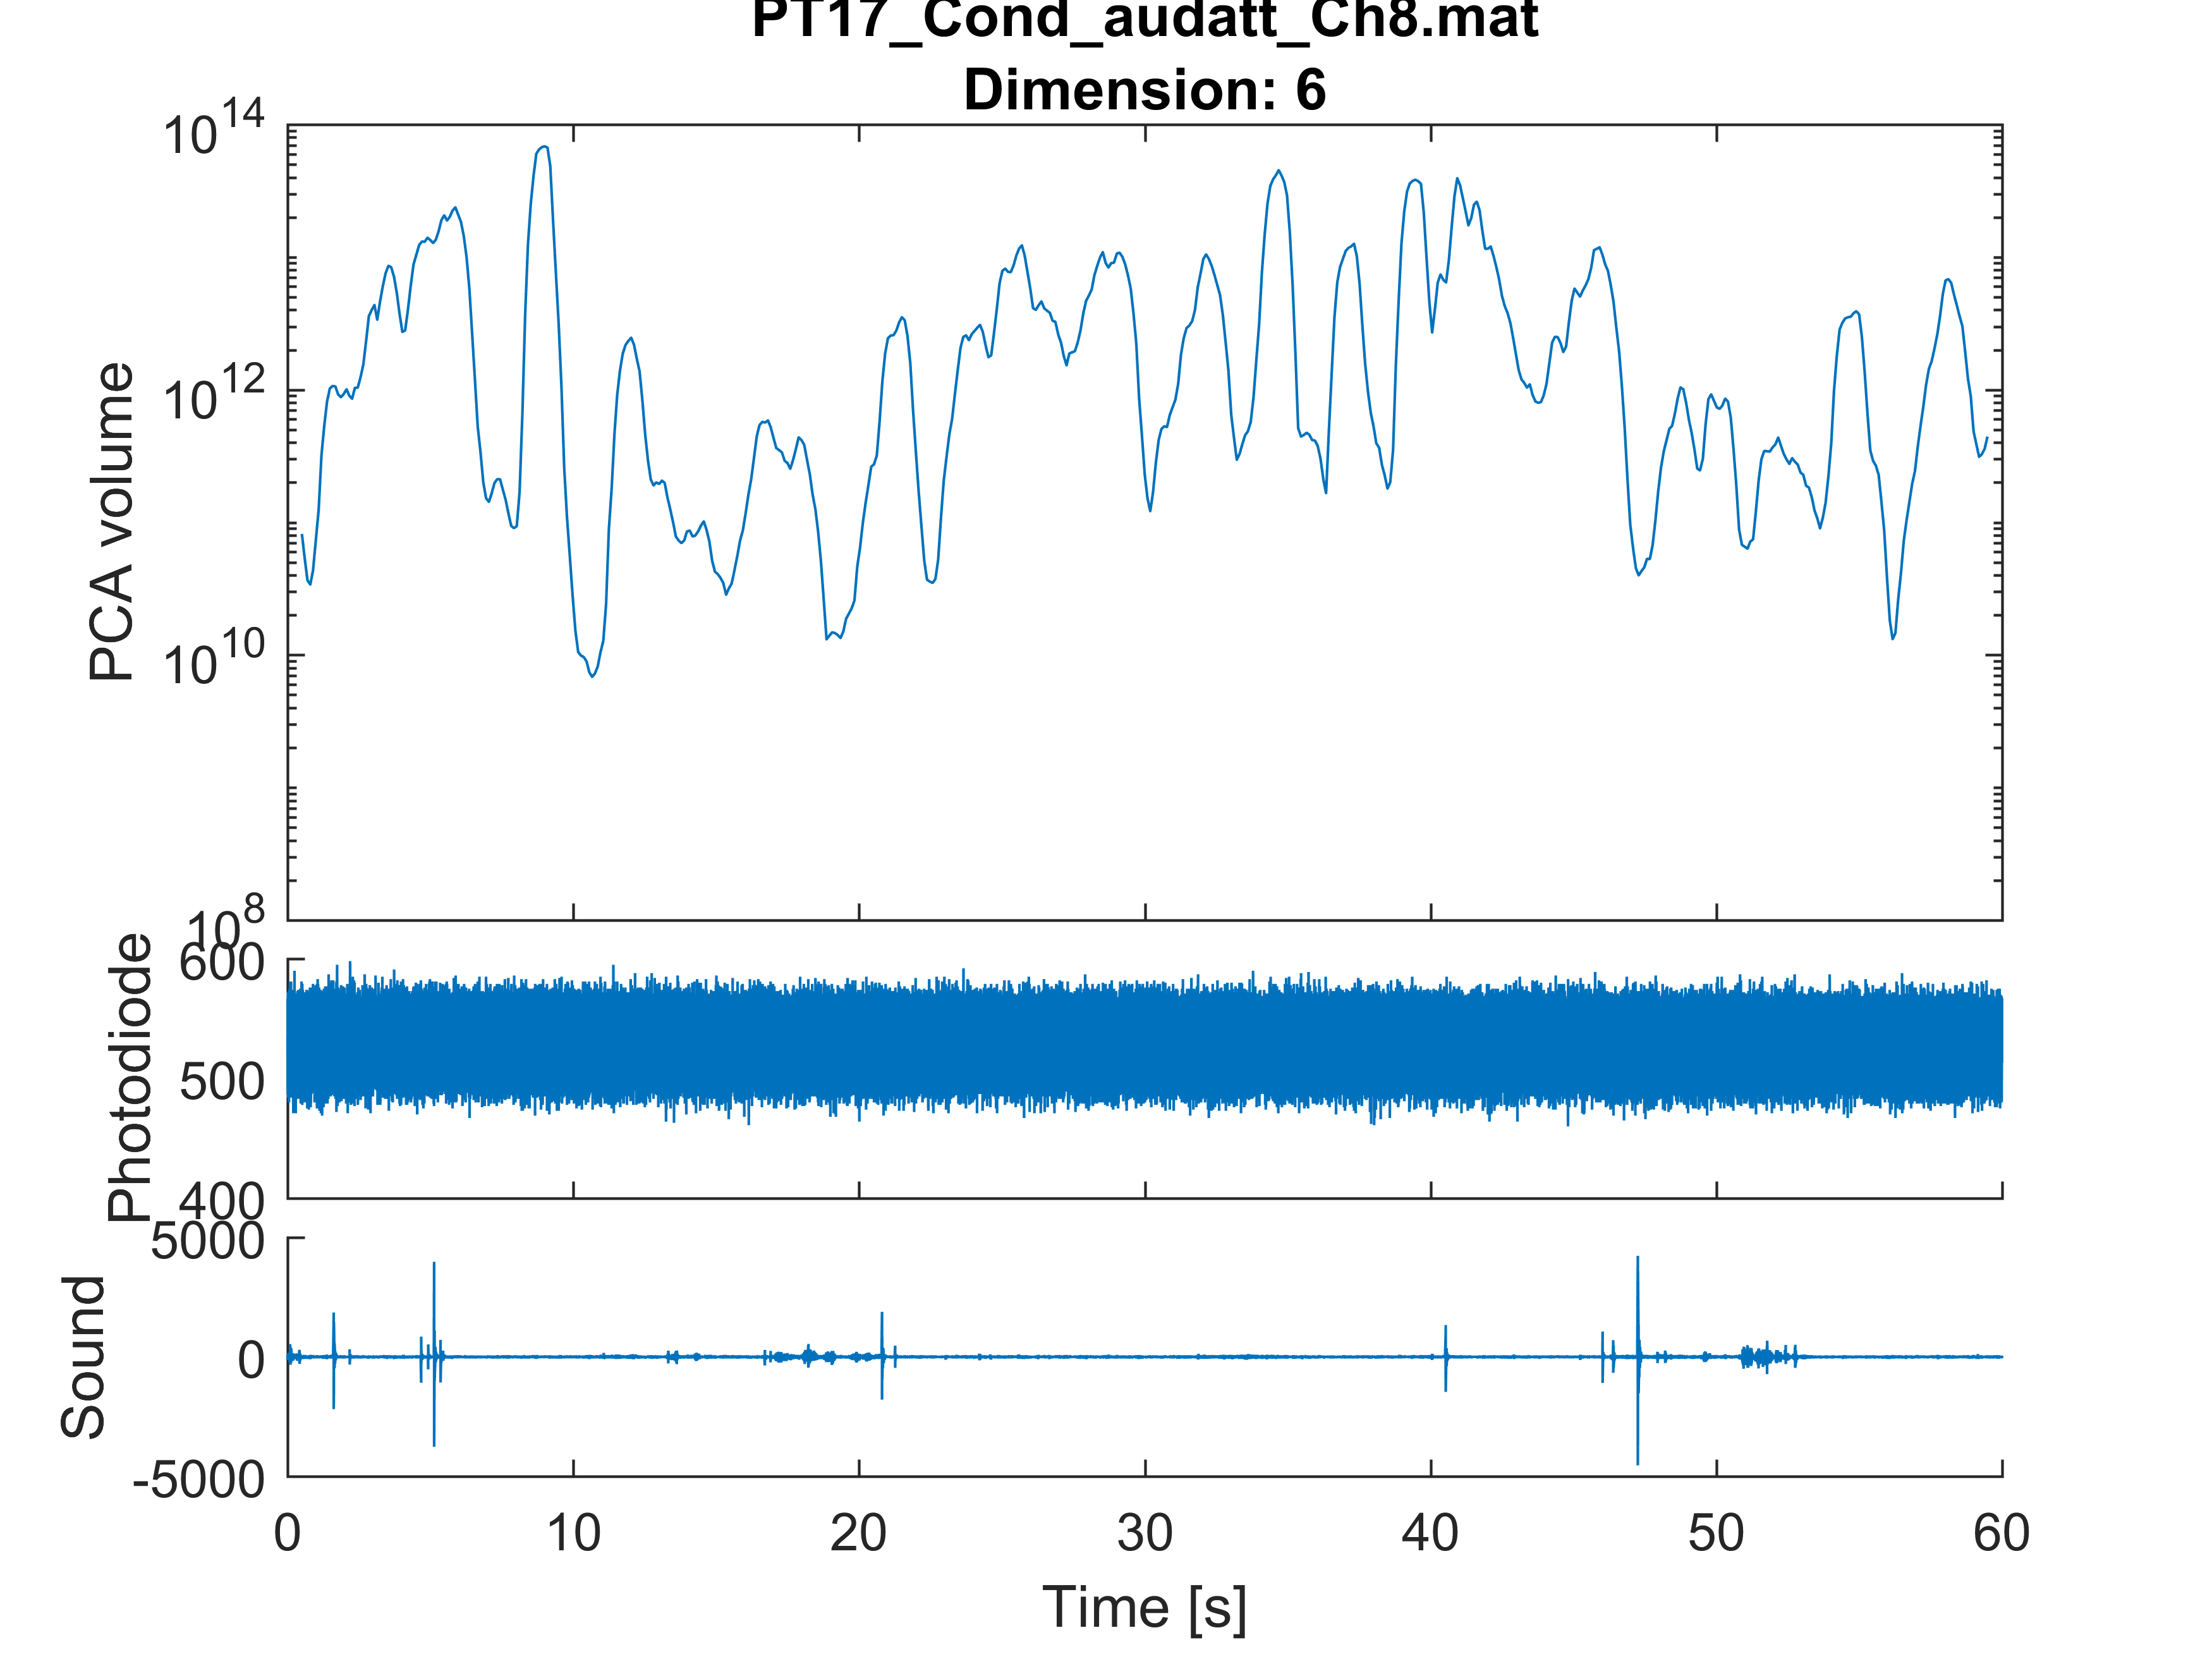 PT17_Cond_audatt_Ch8.mat
Dimension: 6
10^14
10^12
10^10
10^8
PCA volume
600
500
400
Photodiode
5000
0
-5000
Sound
0 10 20 30 40 50 60
Time [s]